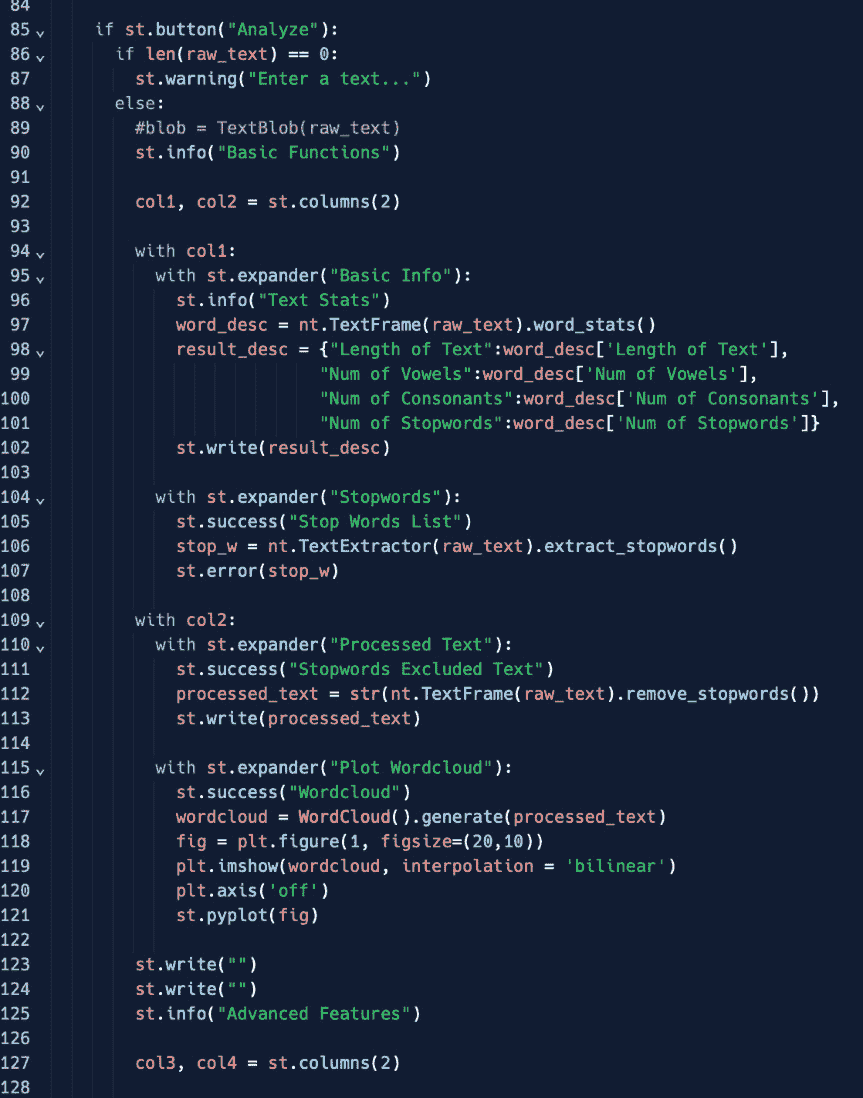 84
85 if st.button("Analyze"):
86 if len(raw_text) == 0:
87 st.warning("Enter a text...")
88 else:
89 #blob = TextBlob(raw_text)
90 st.info("Basic Functions")
91
92 col1, col2 = st.columns(2)
93
94 with col1:
95 with st.expander("Basic Info"):
96 st.info("Text Stats")
97 word_desc = nt.TextFrame(raw_text).word_stats()
98 result_desc = {"Length of Text":word_desc['Length of Text'],
99 "Num of Vowels":word_desc['Num of Vowels'],
100 "Num of Consonants":word_desc['Num of Consonants'],
101 "Num of Stopwords":word_desc['Num of Stopwords']}
102 st.write(result_desc)
103
104 with st.expander("Stopwords"):
105 st.success("Stop Words List")
106 stop_w = nt.TextExtractor(raw_text).extract_stopwords()
107 st.error(stop_w)
108
109 with col2:
110 with st.expander("Processed Text"):
111 st.success("Stopwords Excluded Text")
112 processed_text = str(nt.TextFrame(raw_text).remove_stopwords())
113 st.write(processed_text)
114
115 with st.expander("Plot Wordcloud"):
116 st.success("Wordcloud")
117 wordcloud = WordCloud().generate(processed_text)
118 fig = plt.figure(1, figsize=(20,10))
119 plt.imshow(wordcloud, interpolation = 'bilinear')
120 plt.axis('off')
121 st.pyplot(fig)
122
123 st.write("")
124 st.write("")
125 st.info("Advanced Features")
126
127 col3, col4 = st.columns(2)
128